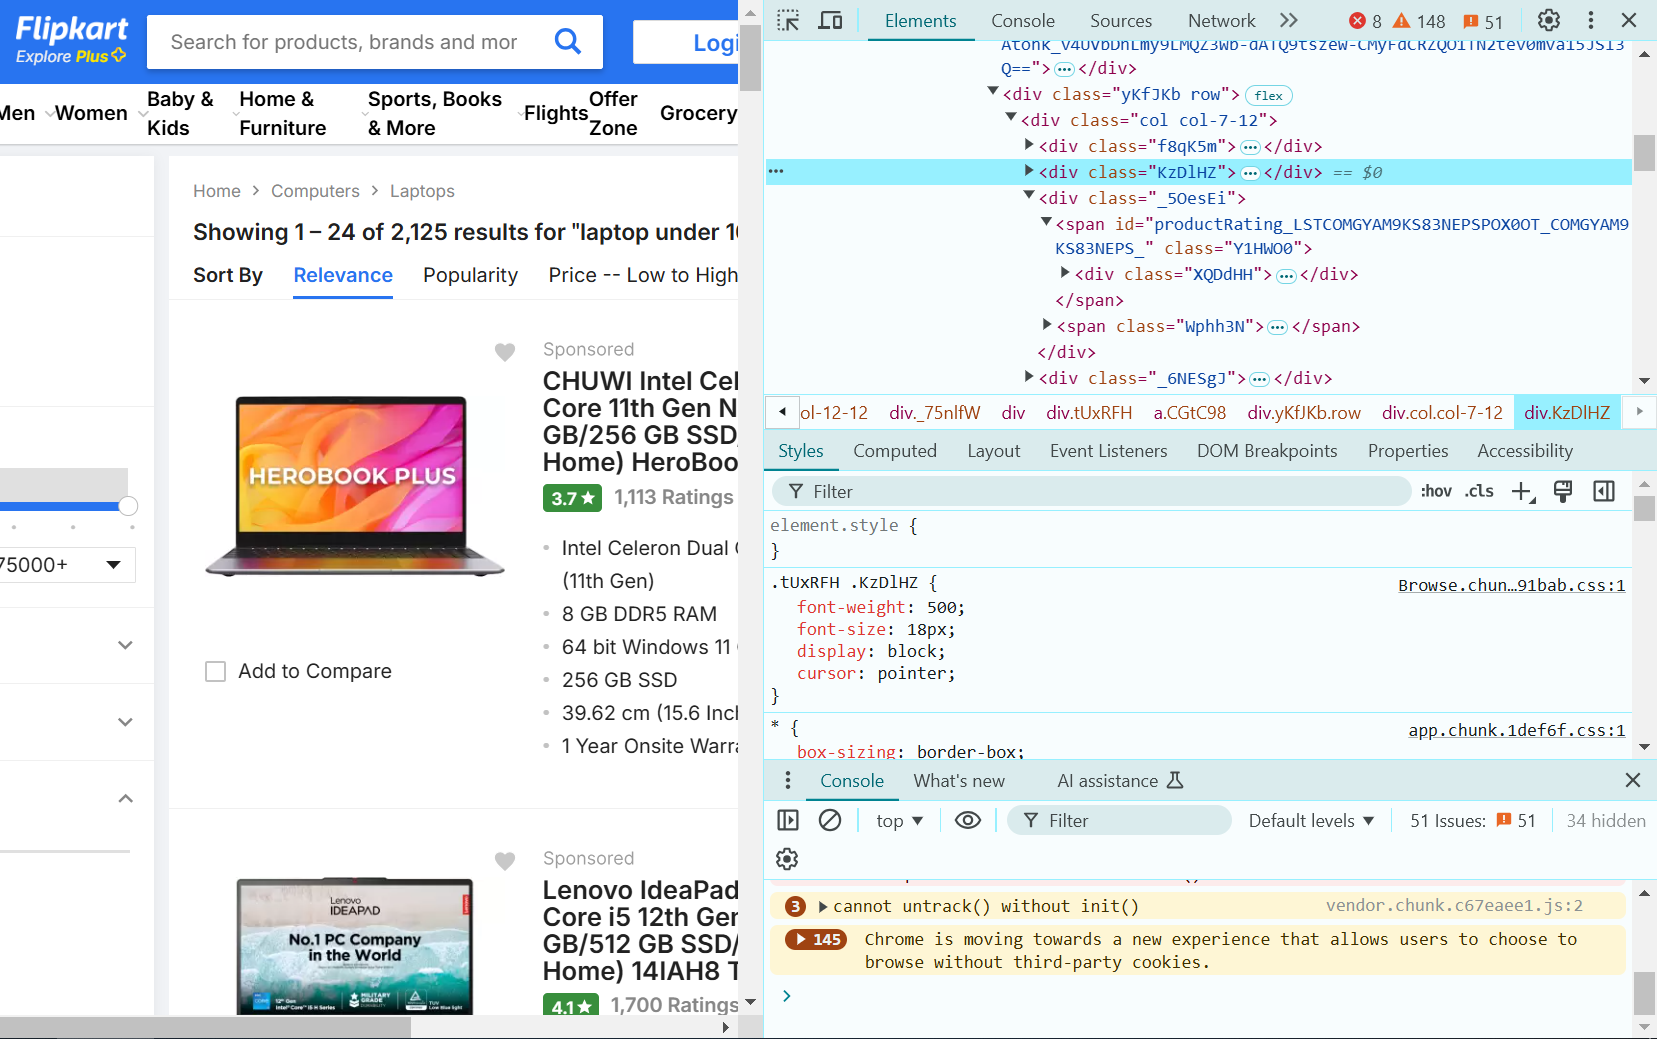 Flipkart
Explore Plus
Search for products, brands and mor
Logi
Men
Women
Baby &
Kids
Home &
Furniture
Sports, Books
& More
Flights
Offer
Zone
Grocery
Home > Computers > Laptops
Showing 1 – 24 of 2,125 results for "laptop under 10
Sort By Relevance Popularity Price -- Low to High
75000+
Sponsored
CHUWI Intel Cel
Core 11th Gen N
GB/256 GB SSD/
Home) HeroBoo
3.7★ 1,113 Ratings
HEROBOOK PLUS
Intel Celeron Dual C
(11th Gen)
8 GB DDR5 RAM
64 bit Windows 11
256 GB SSD
39.62 cm (15.6 Inch
1 Year Onsite Warra
Add to Compare
Sponsored
Lenovo IdeaPad
Core i5 12th Gen
GB/512 GB SSD/
Home) 14IAH8 T
4.1★ 1,700 Ratings
Lenovo
IDEAPAD
No.1 PC Company
in the World
Elements Console Sources Network 8 148 51
Q=="> ••• </div>
<div class="yKfJKb row"> flex
<div class="col col-7-12">
<div class="f8qK5m"> ••• </div>
••• <div class="KzDlHZ"> ••• </div> == $0
<div class="_5OesEi">
<span id="productRating_LSTCOMGYAM9KS83NEPSPOX0OT_COMGYAM9
KS83NEPS_" class="Y1HWO0">
<div class="XQDdHH"> ••• </div>
</span>
<span class="Wphh3N"> ••• </span>
</div>
<div class="_6NESgJ"> ••• </div>
ol-12-12 div._75nlfW div div.tUxRFH a.CGtC98 div.yKfJKb.row div.col.col-7-12 div.KzDlHZ
Styles Computed Layout Event Listeners DOM Breakpoints Properties Accessibility
Filter :hov .cls
element.style {
}
.tUxRFH .KzDlHZ { Browse.chun…91bab.css:1
font-weight: 500;
font-size: 18px;
display: block;
cursor: pointer;
}
* { app.chunk.1def6f.css:1
box-sizing: border-box;
Console What's new AI assistance
top Filter Default levels 51 Issues: 51 34 hidden
3 cannot untrack() without init() vendor.chunk.c67eaee1.js:2
145 Chrome is moving towards a new experience that allows users to choose to
browse without third-party cookies.